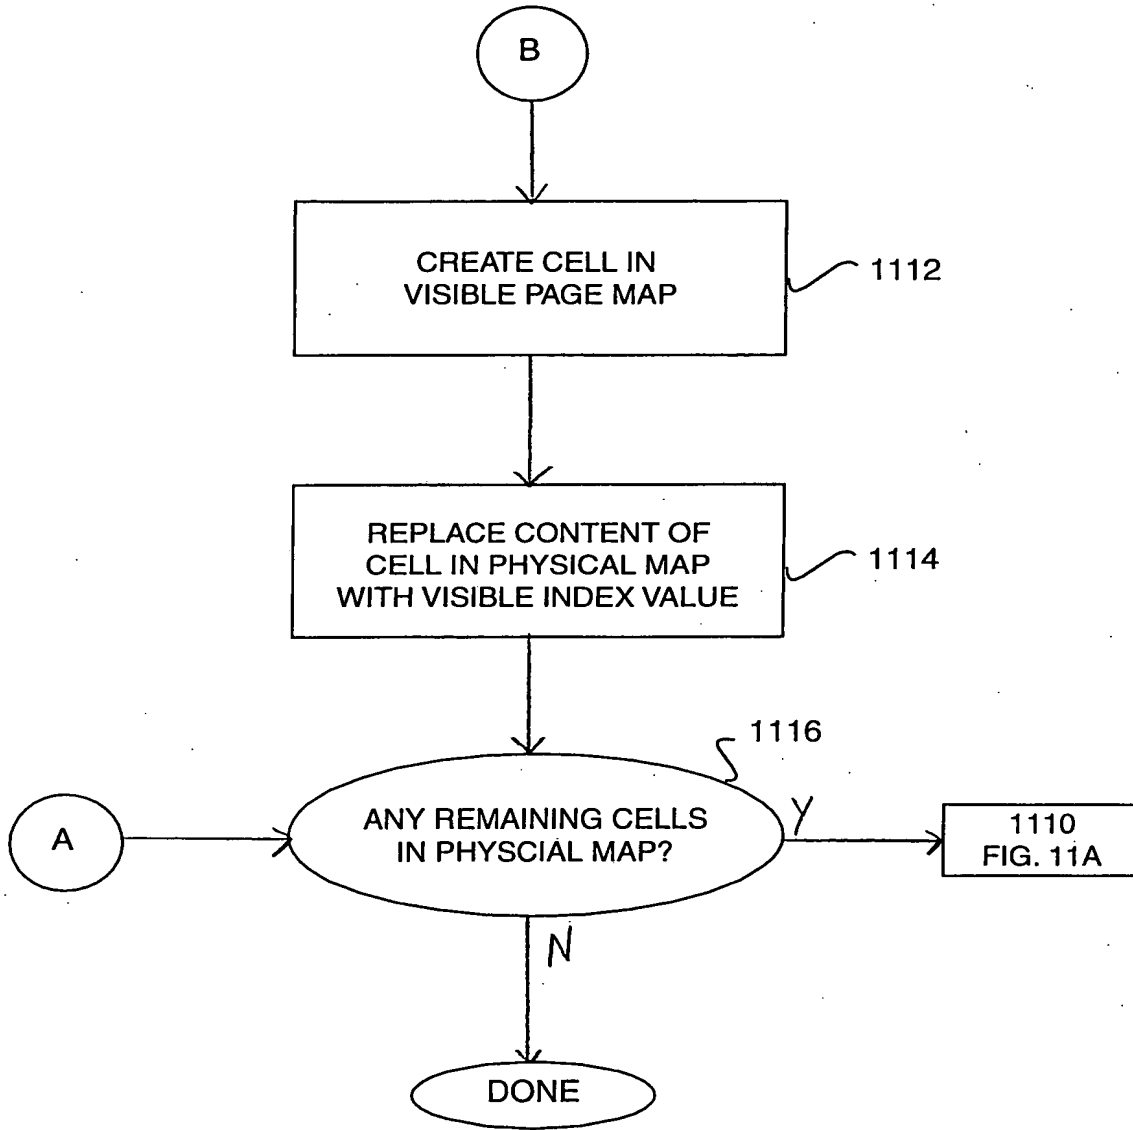 B
CREATE CELL IN
VISIBLE PAGE MAP
1112
REPLACE CONTENT OF
CELL IN PHYSICAL MAP
WITH VISIBLE INDEX VALUE
1114
1116
ANY REMAINING CELLS
IN PHYSCIAL MAP?
A
Y
1110
FIG. 11A
N
DONE